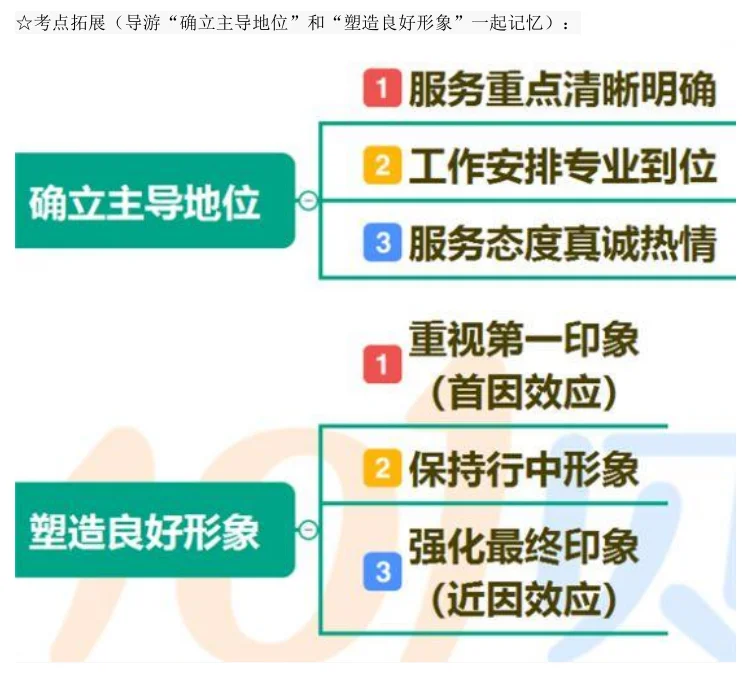 ☆考点拓展（导游“确立主导地位”和“塑造良好形象”一起记忆）：
确立主导地位
1 服务重点清晰明确
2 工作安排专业到位
3 服务态度真诚热情
塑造良好形象
1 重视第一印象
（首因效应）
2 保持行中形象
3 强化最终印象
（近因效应）